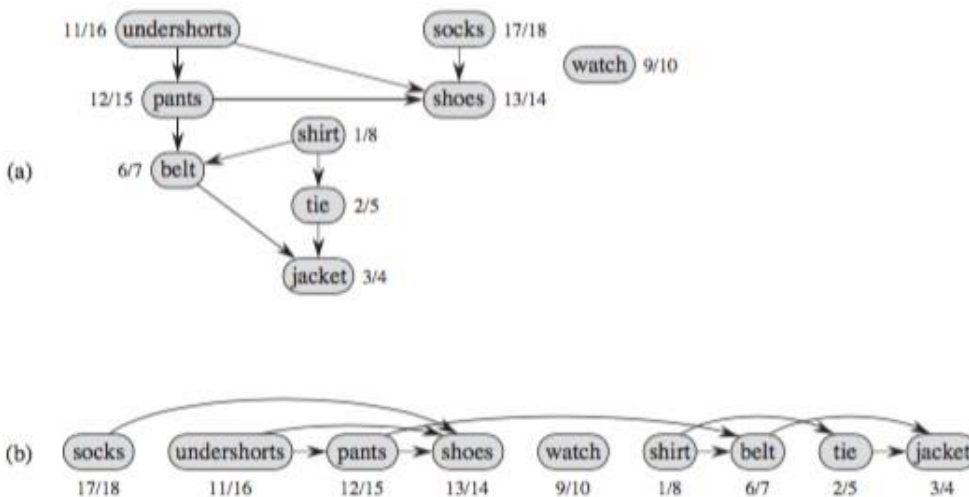 11/16 undershorts socks 17/18
watch 9/10
12/15 pants shoes 13/14
shirt 1/8
(a) 6/7 belt
tie 2/5
jacket 3/4
(b) socks undershorts pants shoes watch shirt belt tie jacket
17/18 11/16 12/15 13/14 9/10 1/8 6/7 2/5 3/4